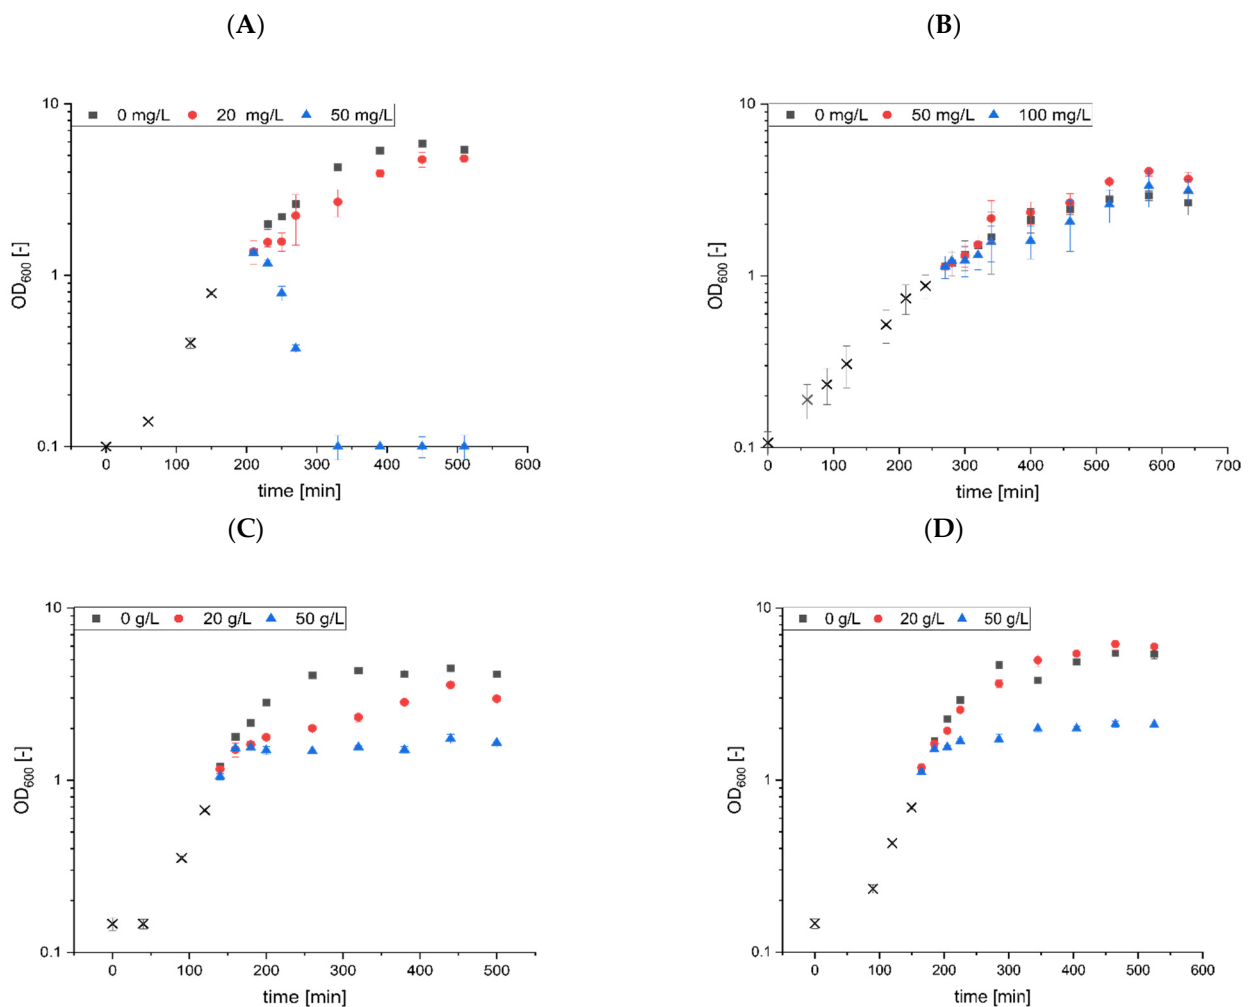 (A)
0 mg/L 20 mg/L 50 mg/L
10
1
0.1
OD600 [-]
0 100 200 300 400 500 600
time [min]
(B)
0 mg/L 50 mg/L 100 mg/L
10
1
0.1
OD600 [-]
0 100 200 300 400 500 600 700
time [min]
(C)
0 g/L 20 g/L 50 g/L
10
1
0.1
OD600 [-]
0 100 200 300 400 500
time [min]
(D)
0 g/L 20 g/L 50 g/L
10
1
0.1
OD600 [-]
0 100 200 300 400 500 600
time [min]